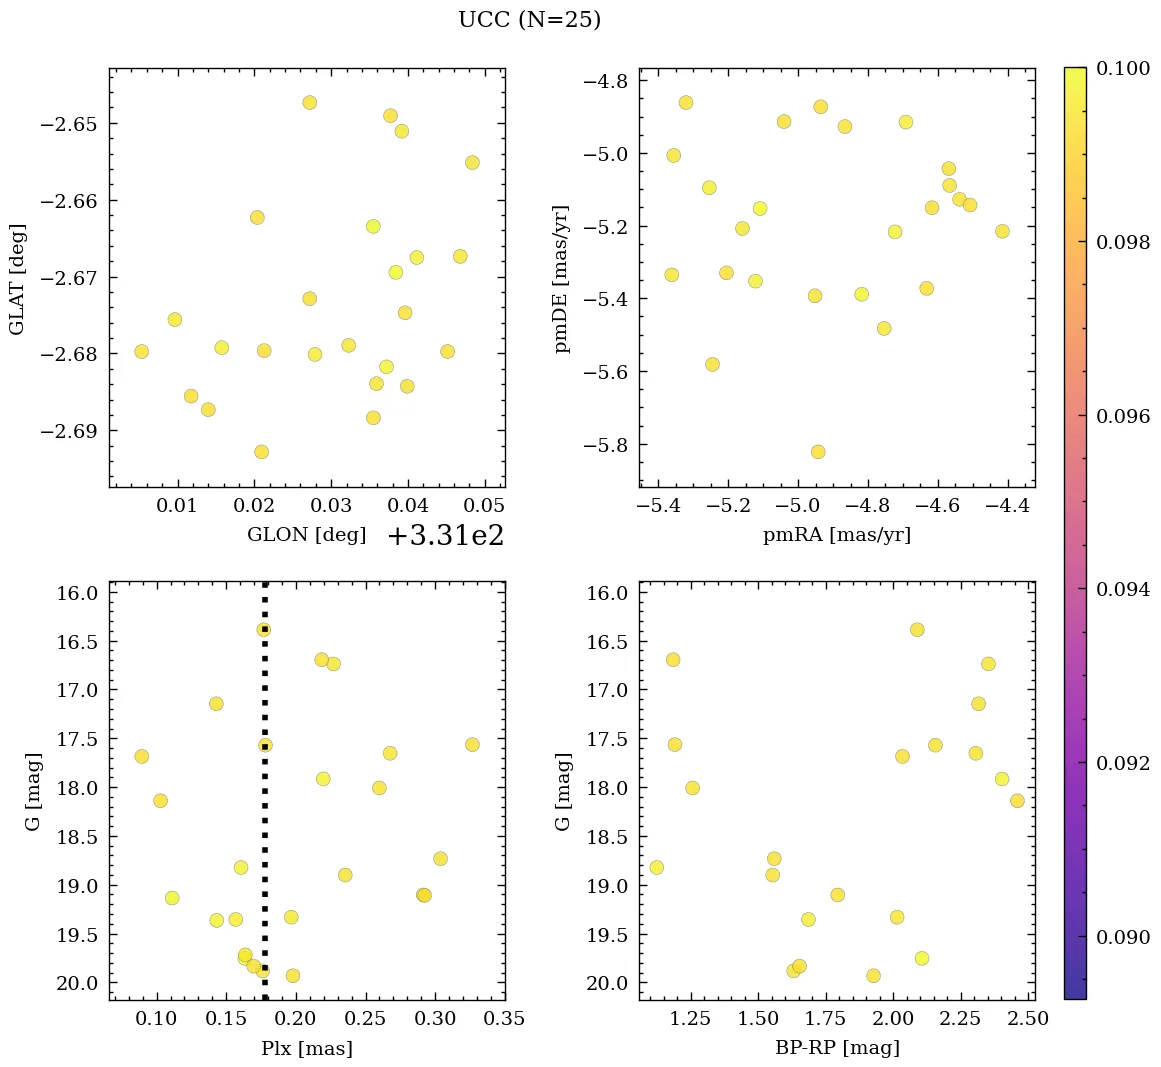 UCC (N=25)
−2.65
−2.66
−2.67
−2.68
−2.69
GLAT [deg]
0.01 0.02 0.03 0.04 0.05
GLON [deg] +3.31e2
−4.8
−5.0
−5.2
−5.4
−5.6
−5.8
pmDE [mas/yr]
−5.4 −5.2 −5.0 −4.8 −4.6 −4.4
pmRA [mas/yr]
16.0
16.5
17.0
17.5
18.0
18.5
19.0
19.5
20.0
G [mag]
0.10 0.15 0.20 0.25 0.30 0.35
Plx [mas]
16.0
16.5
17.0
17.5
18.0
18.5
19.0
19.5
20.0
G [mag]
1.25 1.50 1.75 2.00 2.25 2.50
BP-RP [mag]
0.100
0.098
0.096
0.094
0.092
0.090